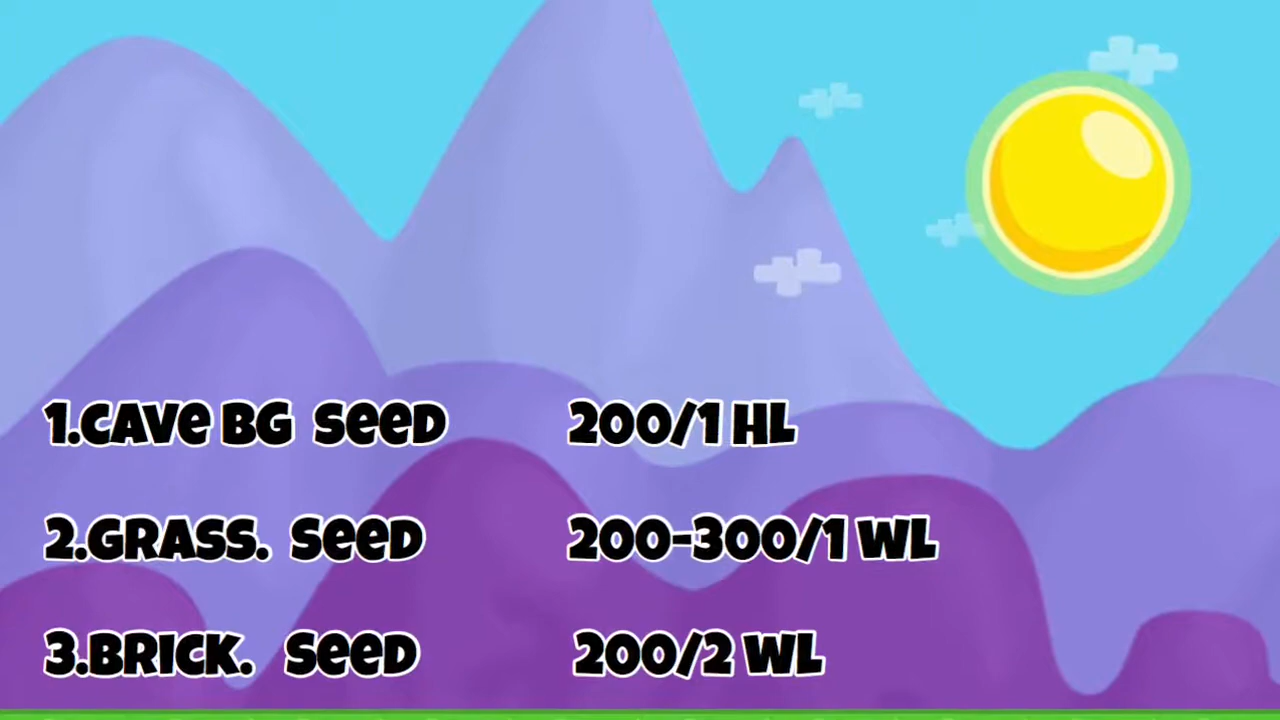 1.CAVE BG SEED 200/1 HL
2.GRASS. SEED 200-300/1 WL
3.BRICK. SEED 200/2 WL